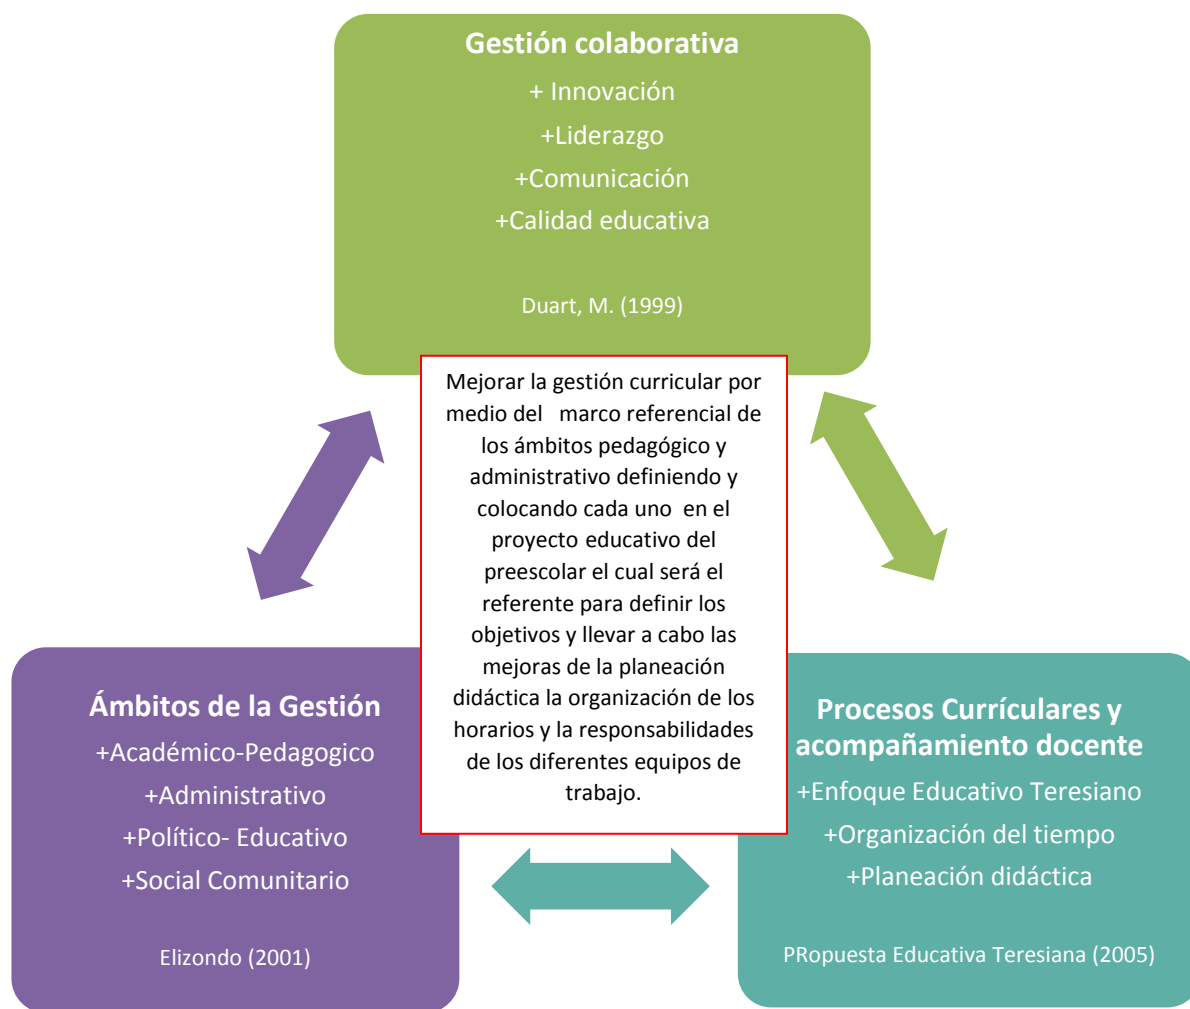 Gestión colaborativa
+ Innovación
+Liderazgo
+Comunicación
+Calidad educativa
Duart, M. (1999)
Mejorar la gestión curricular por
medio del   marco referencial de
los ámbitos pedagógico y
administrativo definiendo y
colocando cada uno  en el
proyecto educativo del
preescolar el cual será el
referente para definir los
objetivos y llevar a cabo las
mejoras de la planeación
didáctica la organización de los
horarios y la responsabilidades
de los diferentes equipos de
trabajo.
Ámbitos de la Gestión
+Académico-Pedagogico
+Administrativo
+Político- Educativo
+Social Comunitario
Elizondo (2001)
Procesos Currículares y
acompañamiento docente
+Enfoque Educativo Teresiano
+Organización del tiempo
+Planeación didáctica
PRopuesta Educativa Teresiana (2005)